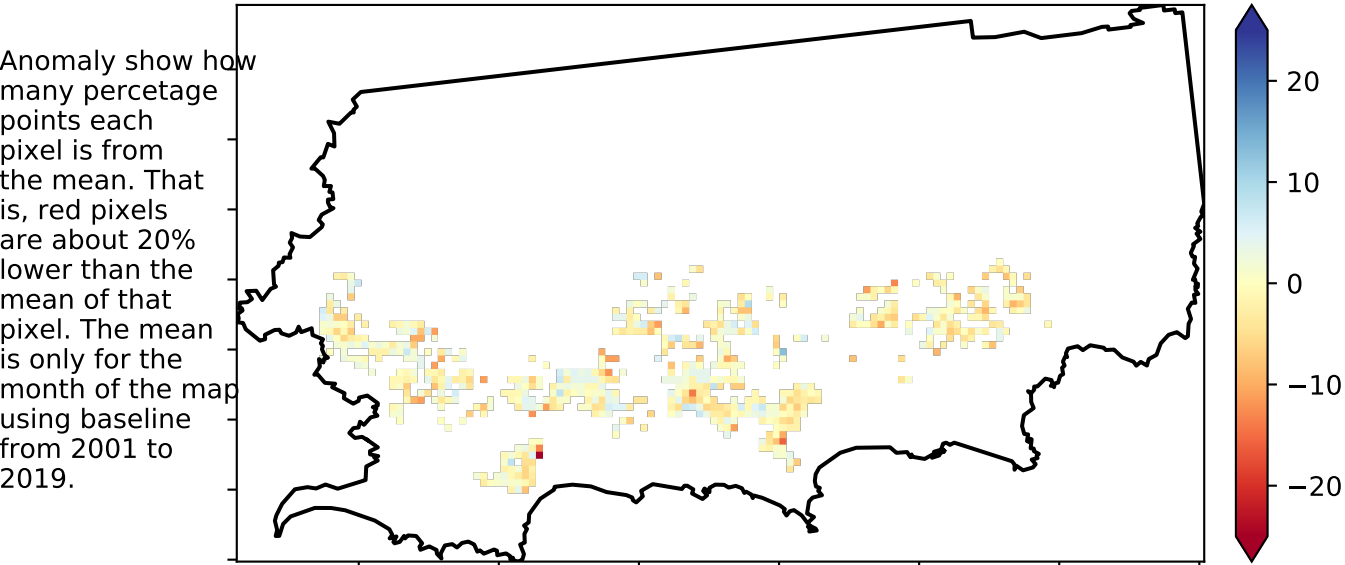 Anomaly show how
many percetage
points each
pixel is from
the mean. That
is, red pixels
are about 20%
lower than the
mean of that
pixel. The mean
is only for the
month of the map
using baseline
from 2001 to
2019.
20
10
0
−10
−20